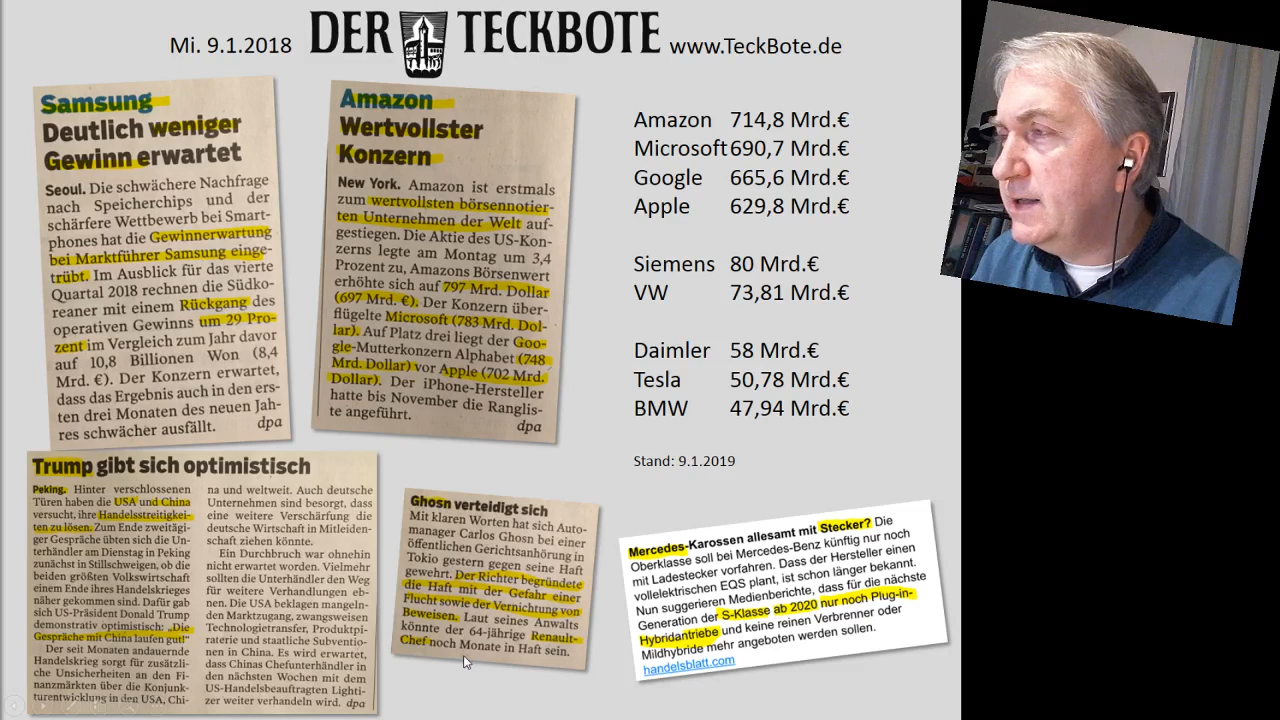 Mi. 9.1.2018
DER TECKBOTE
www.TeckBote.de
Samsung
Deutlich weniger
Gewinn erwartet
Seoul. Die schwächere Nachfrage
nach Speicherchips und der
schärfere Wettbewerb bei Smart-
phones hat die Gewinnerwartung
bei Marktführer Samsung einge-
trübt. Im Ausblick für das vierte
Quartal 2018 rechnen die Südko-
reaner mit einem Rückgang des
operativen Gewinns um 29 Pro-
zent im Vergleich zum Jahr davor
auf 10,8 Billionen Won (8,4
Mrd. €). Der Konzern erwartet,
dass das Ergebnis auch in den ers-
ten drei Monaten des neuen Jah-
res schwächer ausfällt. dpa
Amazon
Wertvollster
Konzern
New York. Amazon ist erstmals
zum wertvollsten börsennotier-
ten Unternehmen der Welt auf-
gestiegen. Die Aktie des US-Kon-
zerns legte am Montag um 3,4
Prozent zu, Amazons Börsenwert
erhöhte sich auf 797 Mrd. Dollar
(697 Mrd. €). Der Konzern über-
flügelte Microsoft (783 Mrd. Dol-
lar). Auf Platz drei liegt der Goo-
gle-Mutterkonzern Alphabet (748
Mrd. Dollar) vor Apple (702 Mrd.
Dollar). Der iPhone-Hersteller
hatte bis November die Ranglis-
te angeführt. dpa
Amazon 714,8 Mrd.€
Microsoft 690,7 Mrd.€
Google 665,6 Mrd.€
Apple 629,8 Mrd.€
Siemens 80 Mrd.€
VW 73,81 Mrd.€
Daimler 58 Mrd.€
Tesla 50,78 Mrd.€
BMW 47,94 Mrd.€
Stand: 9.1.2019
Trump gibt sich optimistisch
Peking. Hinter verschlossenen
Türen haben die USA und China
versucht, ihre Handelsstreitigkei-
ten zu lösen. Zum Ende zweitägi-
ger Gespräche übten sich die Un-
terhändler am Dienstag in Peking
zunächst in Stillschweigen, ob die
beiden größten Volkswirtschaft
einem Ende ihres Handelskrieges
näher gekommen sind. Dafür gab
sich US-Präsident Donald Trump
demonstrativ optimistisch: „Die
Gespräche mit China laufen gut!“
Der seit Monaten andauernde
Handelskrieg sorgt für zusätzli-
che Unsicherheiten an den Fi-
nanzmärkten über die Konjunk-
turentwicklung in den USA, Chi-
na und weltweit. Auch deutsche
Unternehmen sind besorgt, dass
eine weitere Verschärfung die
deutsche Wirtschaft in Mitleiden-
schaft ziehen könnte.
Ein Durchbruch war ohnehin
nicht erwartet worden. Vielmehr
sollten die Unterhändler den Weg
für weitere Verhandlungen eb-
nen. Die USA beklagen mangeln-
den Marktzugang, zwangsweisen
Technologietransfer, Produktpi-
raterie und staatliche Subventio-
nen in China. Es wird erwartet,
dass Chinas Chefunterhändler in
den nächsten Wochen mit dem
US-Handelsbeauftragten Lighti-
zer weiter verhandeln wird. dpa
Ghosn verteidigt sich
Mit klaren Worten hat sich Auto-
manager Carlos Ghosn bei einer
öffentlichen Gerichtsanhörung in
Tokio gestern gegen seine Haft
gewehrt. Der Richter begründete
die Haft mit der Gefahr einer
Flucht sowie der Vernichtung von
Beweisen. Laut seines Anwalts
könnte der 64-jährige Renault-
Chef noch Monate in Haft sein.
Mercedes-Karossen allesamt mit Stecker? Die
Oberklasse soll bei Mercedes-Benz künftig nur noch
mit Ladestecker vorfahren. Dass der Hersteller einen
vollelektrischen EQS plant, ist schon länger bekannt.
Nun suggerieren Medienberichte, dass für die nächste
Generation der S-Klasse ab 2020 nur noch Plug-in-
Hybridantriebe und keine reinen Verbrenner oder
Mildhybride mehr angeboten werden sollen.
handelsblatt.com